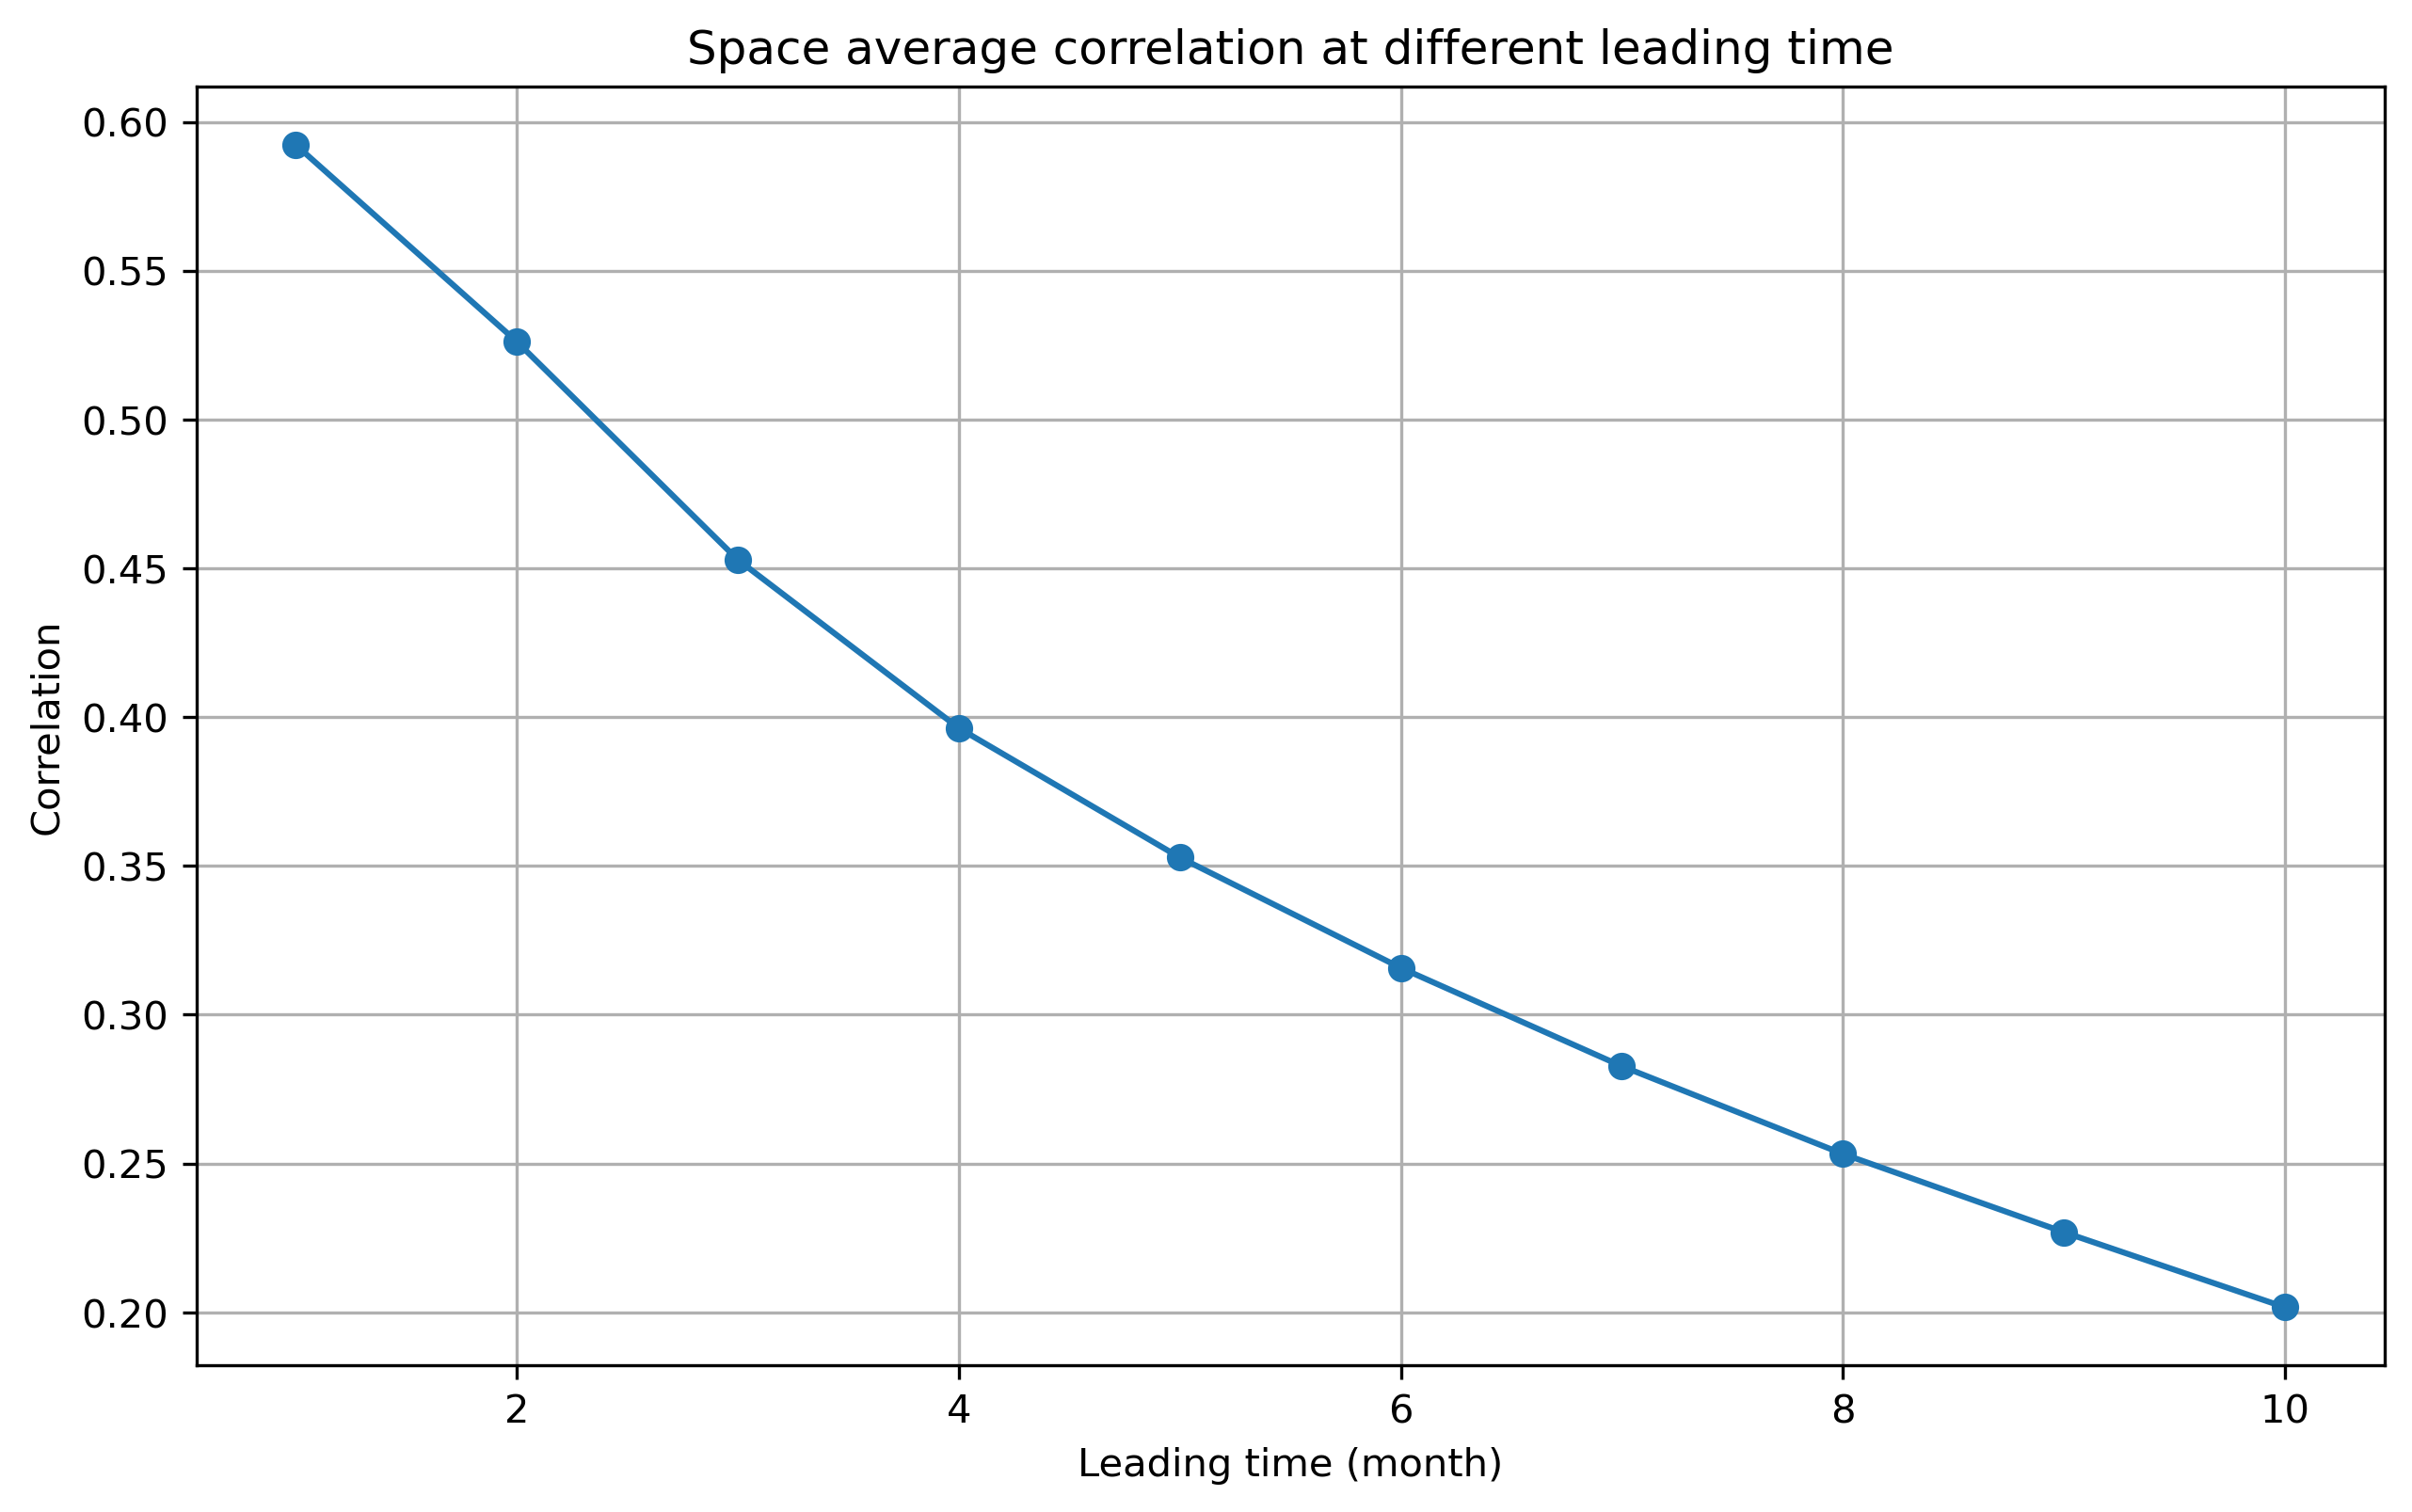 Space average correlation at different leading time
0.60
0.55
0.50
0.45
0.40
0.35
0.30
0.25
0.20
Correlation
2 4 6 8 10
Leading time (month)